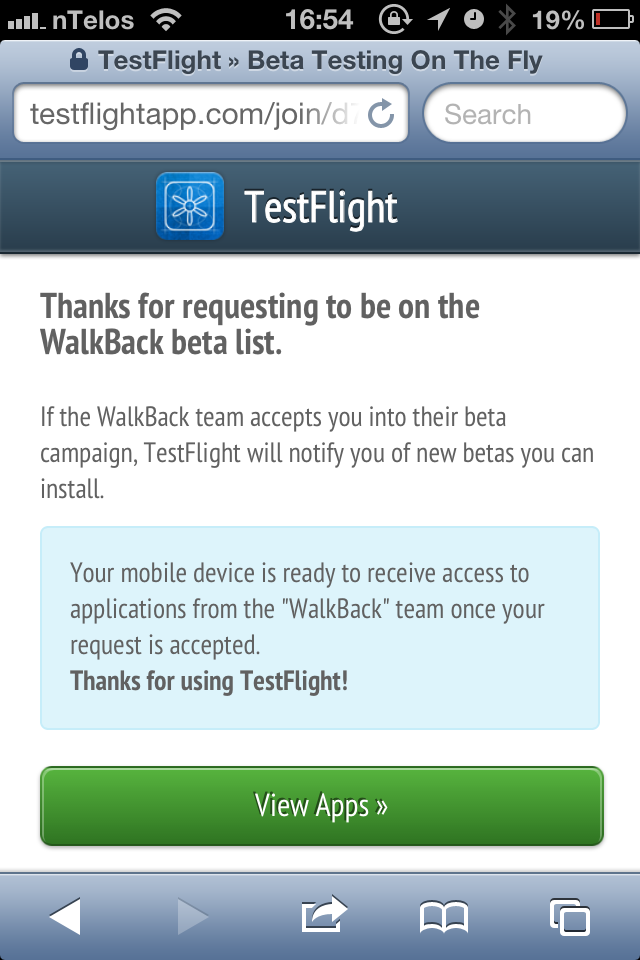 nTelos 16:54 19%
TestFlight » Beta Testing On The Fly
testflightapp.com/join/d7 Search
TestFlight
Thanks for requesting to be on the
WalkBack beta list.
If the WalkBack team accepts you into their beta
campaign, TestFlight will notify you of new betas you can
install.
Your mobile device is ready to receive access to
applications from the "WalkBack" team once your
request is accepted.
Thanks for using TestFlight!
View Apps »